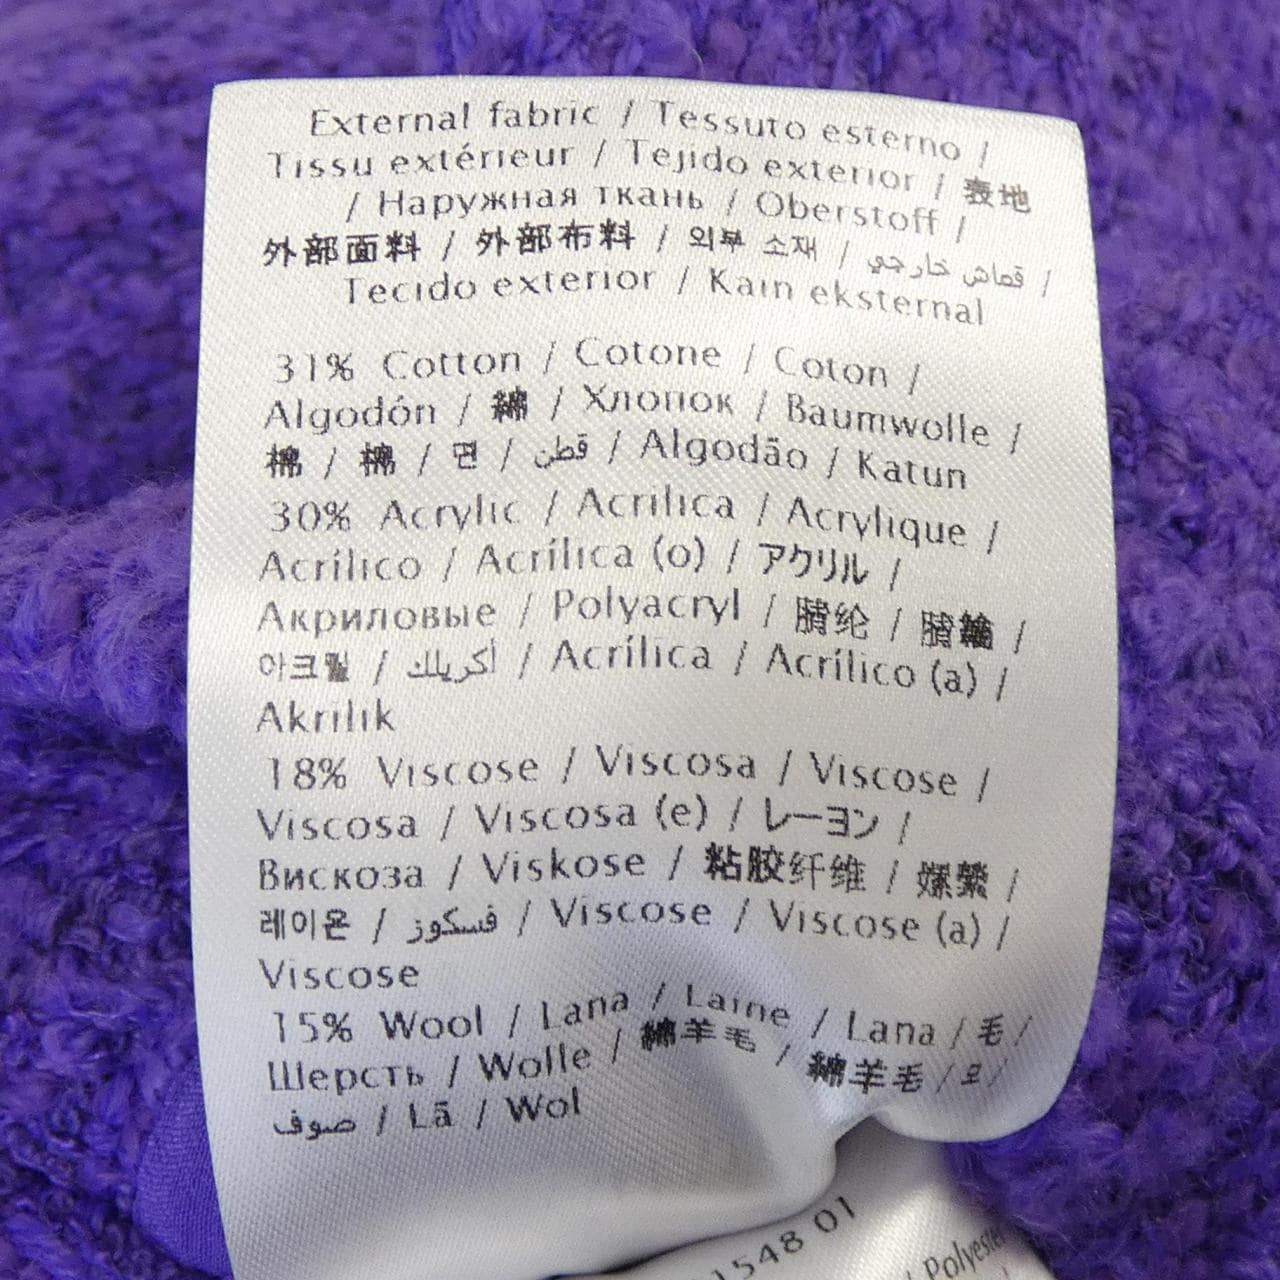 External fabric / Tessuto esterno /
Tissu extérieur / Tejido exterior / 表地
/ Наружная ткань / Oberstoff /
外部面料 / 外部布料 / 외부 소재 / قماش خارجي /
Tecido exterior / Kain eksternal
31% Cotton / Cotone / Coton /
Algodón / 綿 / Хлопок / Baumwolle /
棉 / 棉 / 면 / قطن / Algodão / Katun
30% Acrylic / Acrilica / Acrylique /
Acrílico / Acrílica (o) / アクリル /
Акриловые / Polyacryl / 腈纶 / 腈綸 /
아크릴 / أكريلك / Acrílica / Acrílico (a) /
Akrilik
18% Viscose / Viscosa / Viscose /
Viscosa / Viscosa (e) / レーヨン /
Вискоза / Viskose / 粘胶纤维 / 嫘縈 /
레이온 / فسكوز / Viscose / Viscose (a) /
Viscose
15% Wool / Lana / Laine / Lana / 毛 /
Шерсть / Wolle / 綿羊毛 / 綿羊毛 / 모 /
صوف / Lã / Wol
1548 01
/ Polyester